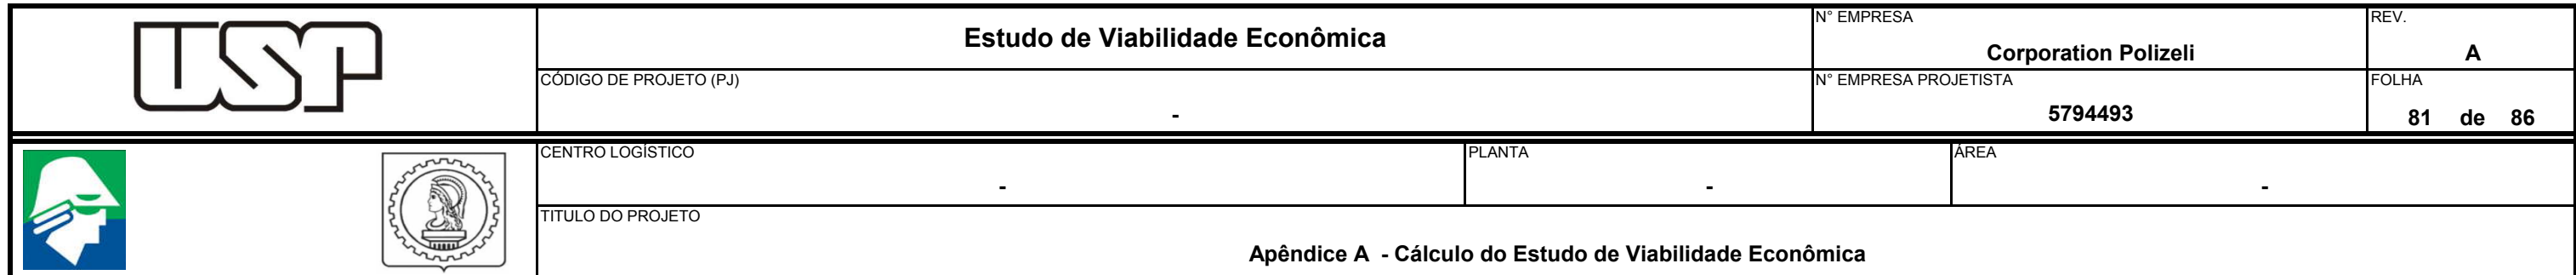 USP
Estudo de Viabilidade Econômica
N° EMPRESA
Corporation Polizeli
REV.
A
CÓDIGO DE PROJETO (PJ)
-
N° EMPRESA PROJETISTA
5794493
FOLHA
81 de 86
CENTRO LOGÍSTICO
-
PLANTA
-
ÁREA
-
TITULO DO PROJETO
Apêndice A - Cálculo do Estudo de Viabilidade Econômica